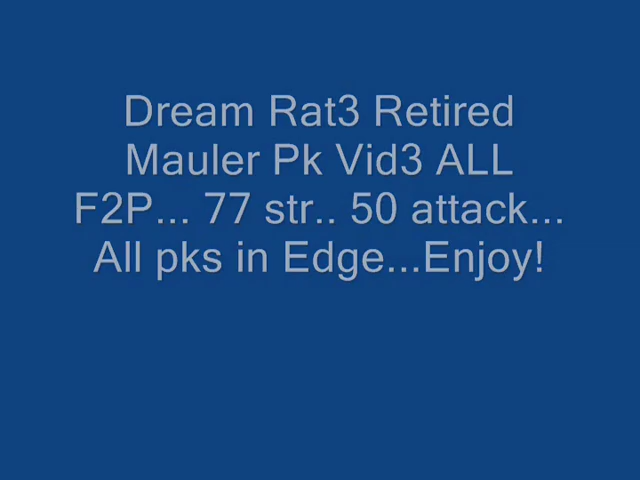 Dream Rat3 Retired
Mauler Pk Vid3 ALL
F2P... 77 str.. 50 attack...
All pks in Edge...Enjoy!